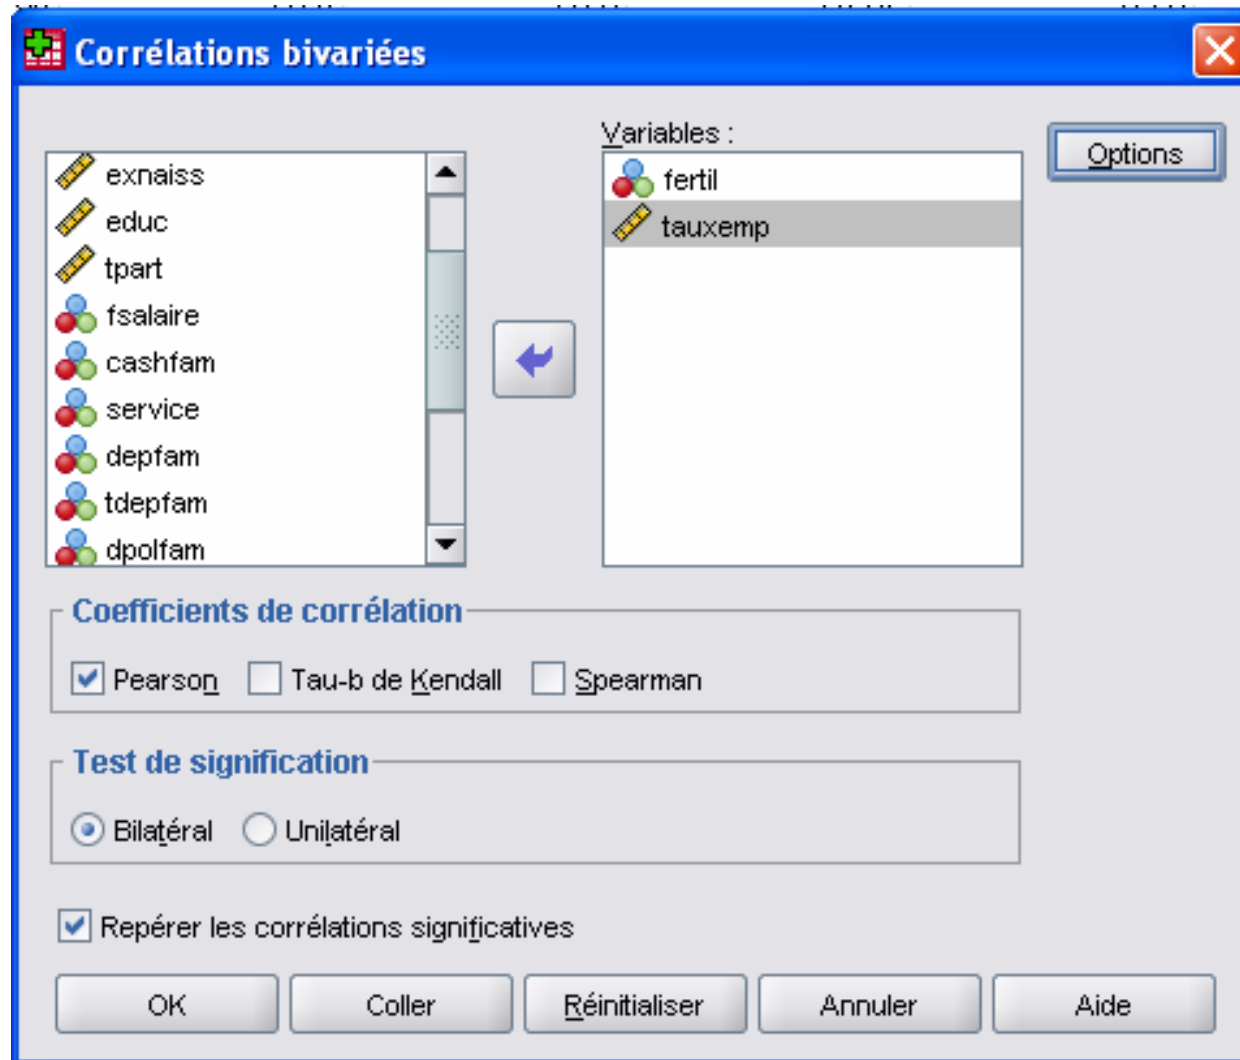 Corrélations bivariées
Variables :
exnaiss
educ
tpart
fsalaire
cashfam
service
depfam
tdepfam
dpolfam
fertil
tauxemp
Options
Coefficients de corrélation
Pearson
Tau-b de Kendall
Spearman
Test de signification
Bilatéral
Unilatéral
Repérer les corrélations significatives
OK
Coller
Réinitialiser
Annuler
Aide